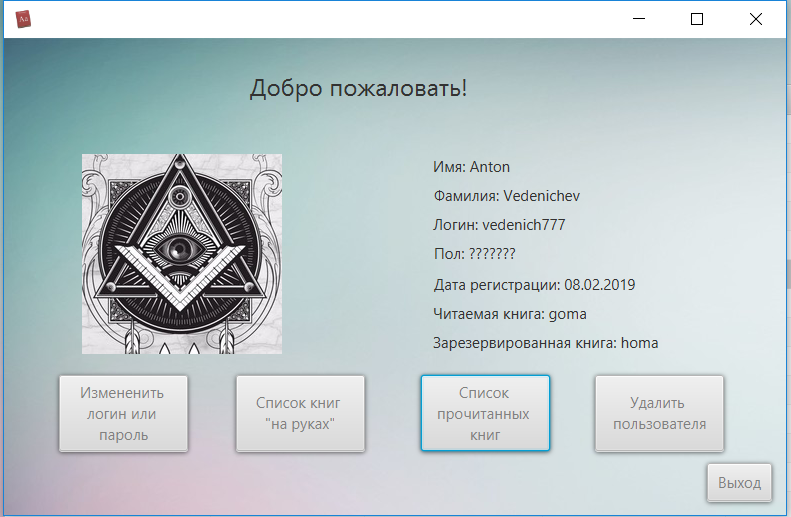 Добро пожаловать!
Имя: Anton
Фамилия: Vedenichev
Логин: vedenich777
Пол: ???????
Дата регистрации: 08.02.2019
Читаемая книга: goma
Зарезервированная книга: homa
Измененить
логин или
пароль
Список книг
"на руках"
Список
прочитанных
книг
Удалить
пользователя
Выход